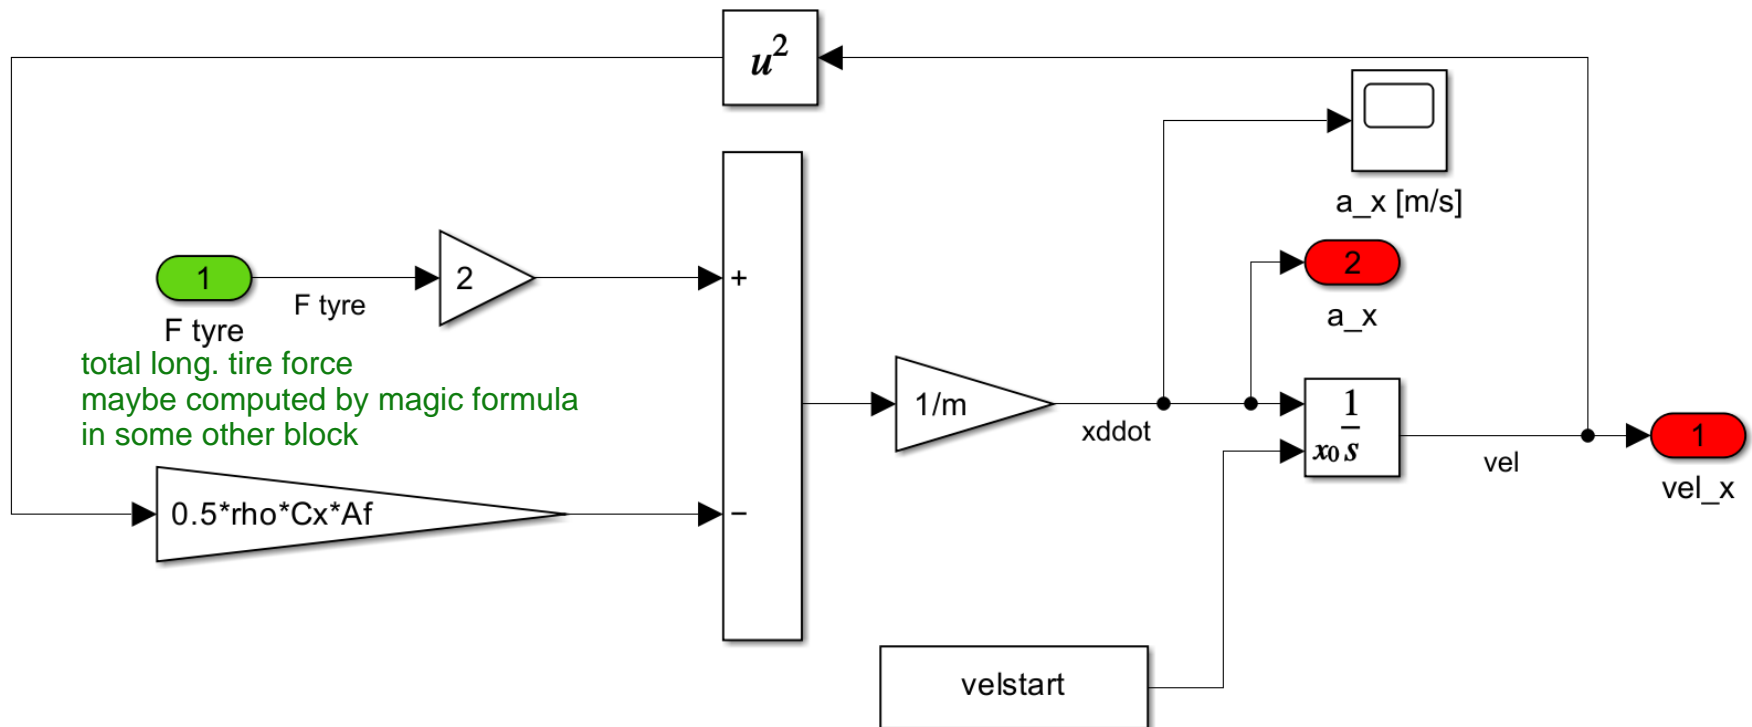 u²
a_x [m/s]
1
F tyre
F tyre
2
+
2
a_x
total long. tire force
maybe computed by magic formula
in some other block
1/m
xddot
1
x₀ s
vel
1
vel_x
0.5*rho*Cx*Af
−
velstart